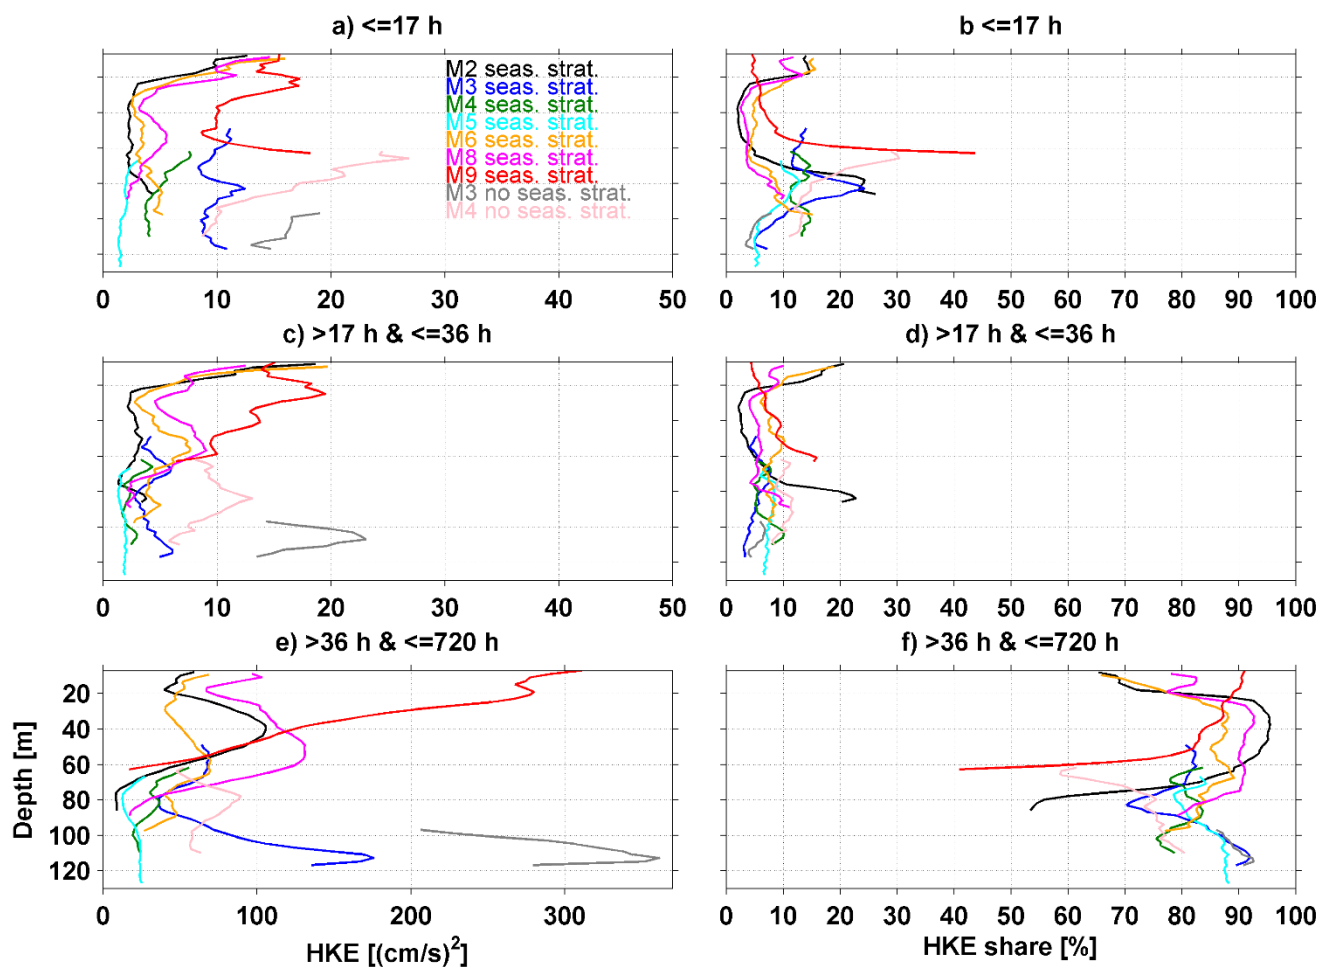 a) <=17 h
b <=17 h
M2 seas. strat.
M3 seas. strat.
M4 seas. strat.
M5 seas. strat.
M6 seas. strat.
M8 seas. strat.
M9 seas. strat.
M3 no seas. strat.
M4 no seas. strat.
0 10 20 30 40 50
0 10 20 30 40 50 60 70 80 90 100
c) >17 h & <=36 h
d) >17 h & <=36 h
0 10 20 30 40 50
0 10 20 30 40 50 60 70 80 90 100
e) >36 h & <=720 h
f) >36 h & <=720 h
Depth [m]
20
40
60
80
100
120
0 100 200 300
0 10 20 30 40 50 60 70 80 90 100
HKE [(cm/s)²]
HKE share [%]